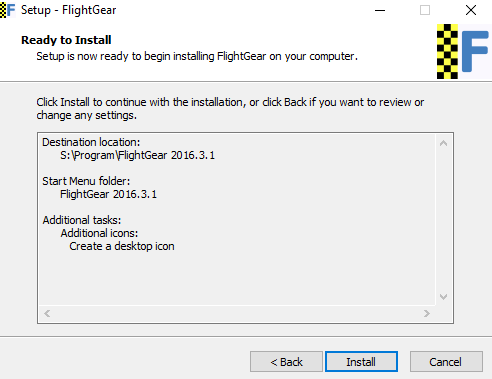 Setup - FlightGear
Ready to Install
Setup is now ready to begin installing FlightGear on your computer.
F
Click Install to continue with the installation, or click Back if you want to review or
change any settings.
Destination location:
S:\Program\FlightGear 2016.3.1
Start Menu folder:
FlightGear 2016.3.1
Additional tasks:
Additional icons:
Create a desktop icon
< Back
Install
Cancel